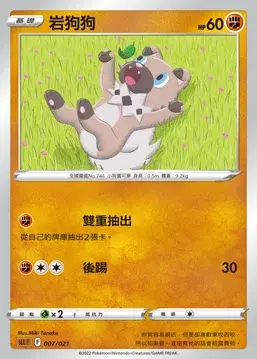 基礎 岩狗狗 HP60
全國圖鑑No.744 小狗寶可夢 身高:0.5m 體重:9.2kg
雙重抽出
從自己的牌庫抽出2張卡。
後踢 30
弱點 ×2 抵抗力 撤退
Illus.Miki Tanaka
007/021
©2022 Pokémon/Nintendo/Creatures/GAME FREAK.